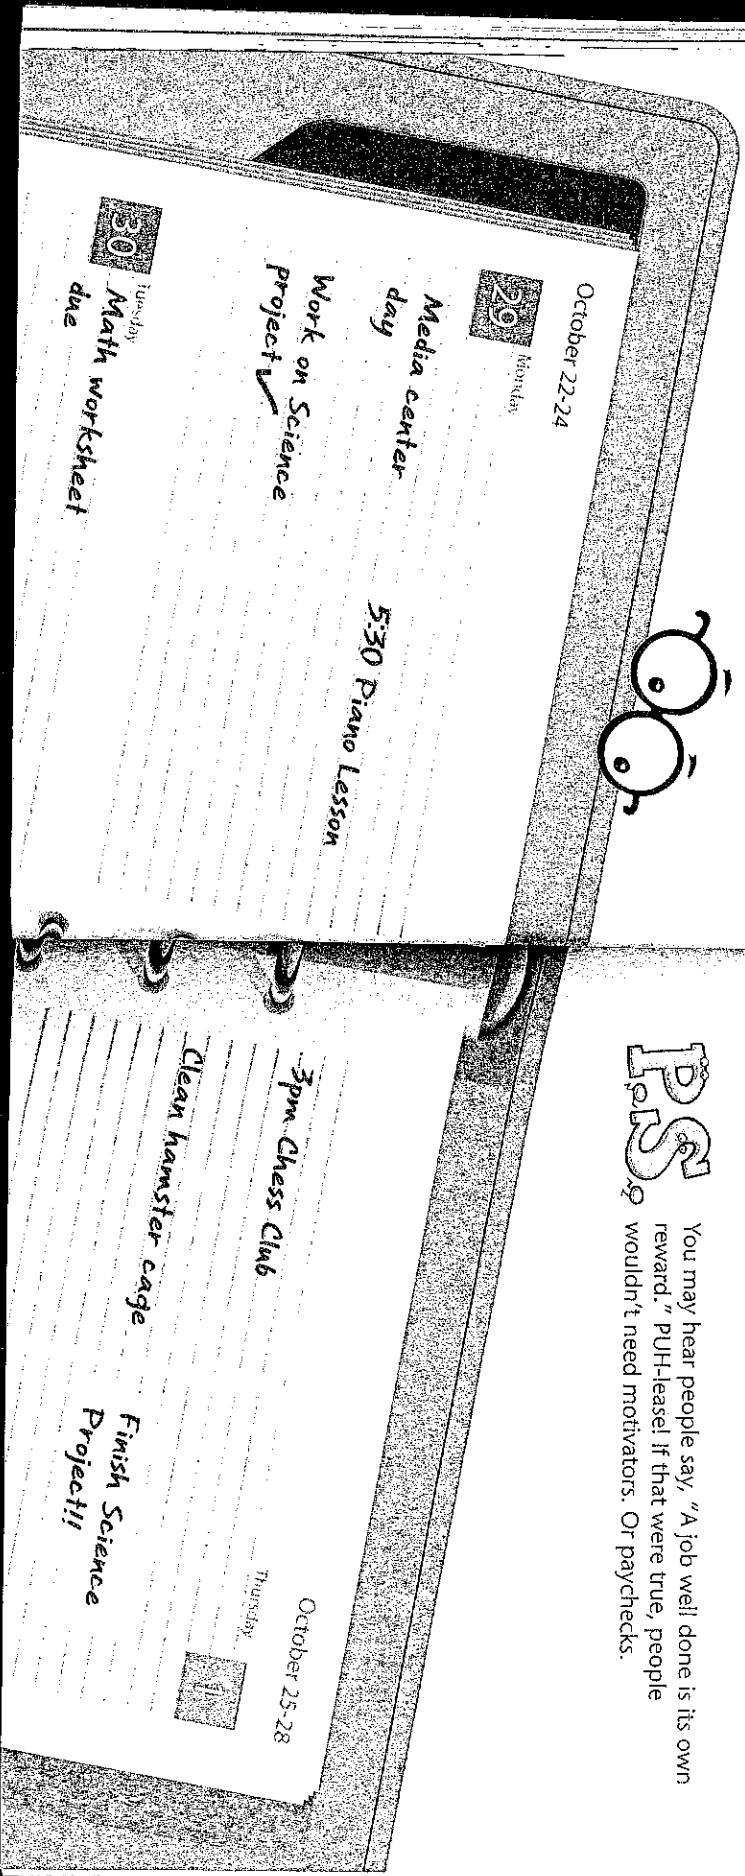 P.S.
You may hear people say, "A job well done is its own
reward." PUH-lease! If that were true, people
wouldn't need motivators. Or paychecks.
October 22-24
29 Monday
Media center
day
5:30 Piano Lesson
Work on Science
project ✓
30 Tuesday
Math worksheet
due
October 25-28
Thursday 1
3pm Chess Club
Clean hamster cage
Finish Science
Project!!